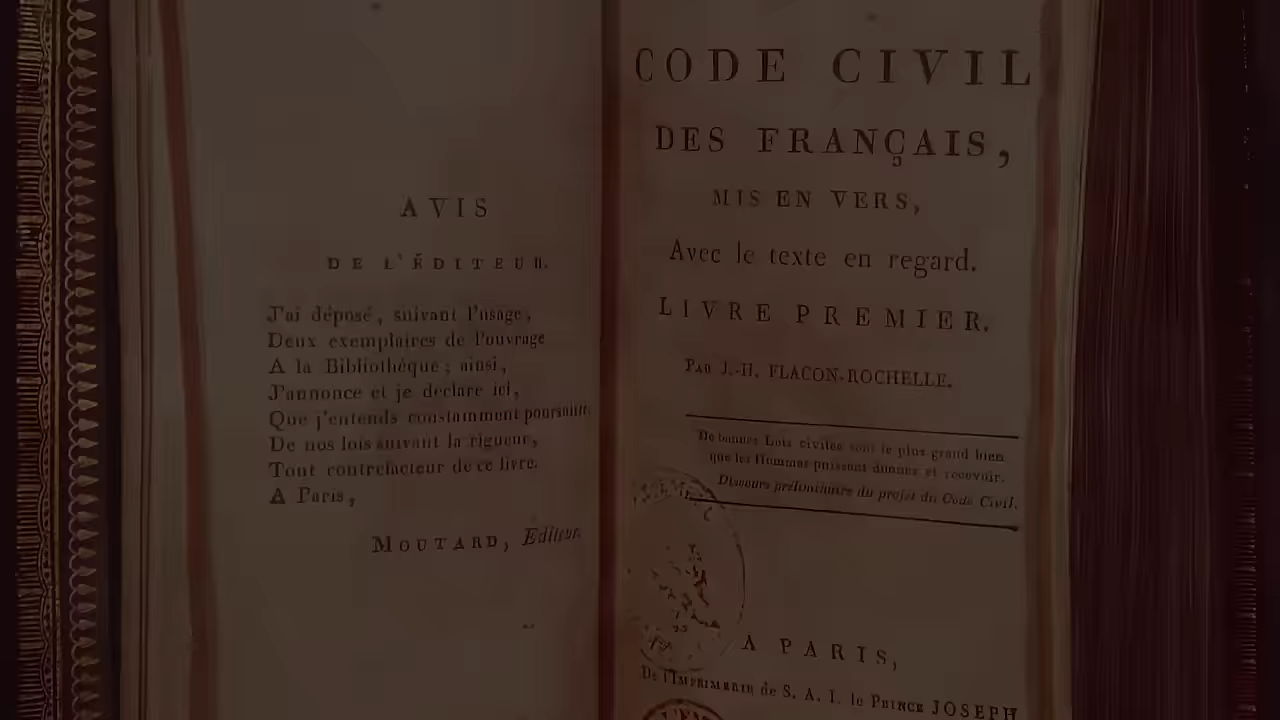 AVIS
DE L'ÉDITEUR.
J'ai déposé, suivant l'usage,
Deux exemplaires de l'ouvrage
A la Bibliothèque; ainsi,
J'annonce et je déclare ici,
Que j'entends constamment poursuivre
De nos lois suivant la rigueur,
Tout contrefacteur de ce livre.
A Paris,
MOUTARD, Editeur.
CODE CIVIL
DES FRANÇAIS,
MIS EN VERS,
Avec le texte en regard.
LIVRE PREMIER.
PAR J.-H. FLACON-ROCHELLE.
De bonnes Lois civiles sont le plus grand bien
que les Hommes puissent donner et recevoir.
Discours préliminaire du projet du Code Civil.
A PARIS,
De l'IMPRIMERIE de S. A. I. le PRINCE JOSEPH